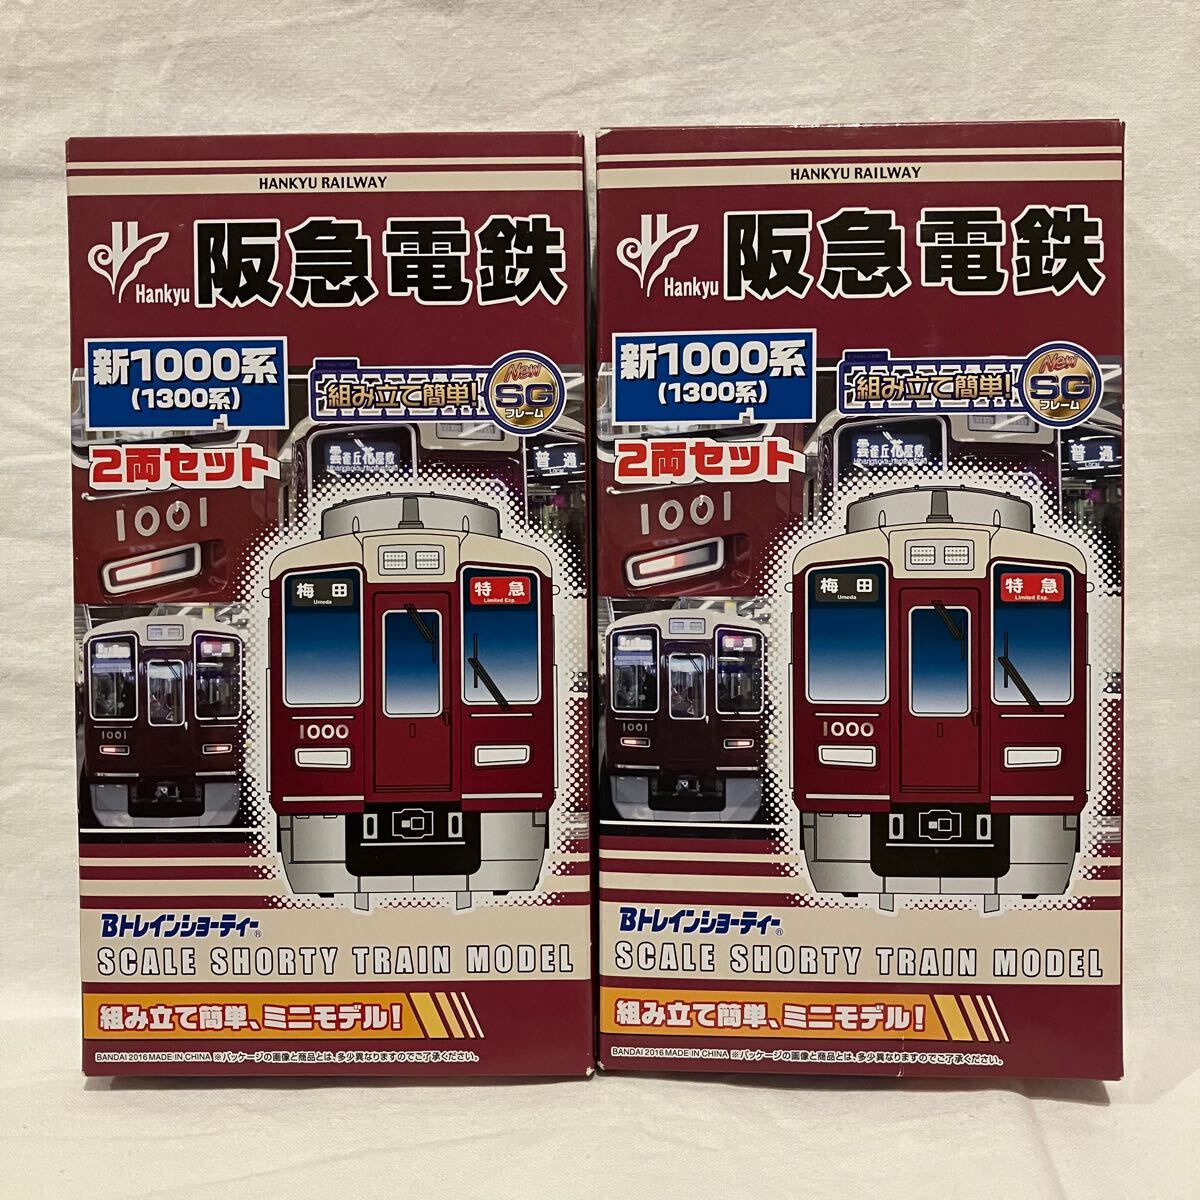 HANKYU RAILWAY
Hankyu 阪急電鉄
新1000系
(1300系)
組み立て簡単!
New
SG
フレーム
2両セット
普通
Local
1001
梅田
Umeda
特急
Limited Exp.
1001
1000
Bトレインショーティー®
SCALE SHORTY TRAIN MODEL
組み立て簡単、ミニモデル!
BANDAI 2016 MADE IN CHINA ※パッケージの画像と商品とは、多少異なりますのでご了承ください。
HANKYU RAILWAY
Hankyu 阪急電鉄
新1000系
(1300系)
組み立て簡単!
New
SG
フレーム
2両セット
雲雀丘花屋敷
普通
Local
1001
梅田
Umeda
特急
Limited Exp.
1001
1000
Bトレインショーティー®
SCALE SHORTY TRAIN MODEL
組み立て簡単、ミニモデル!
BANDAI 2016 MADE IN CHINA ※パッケージの画像と商品とは、多少異なりますのでご了承ください。